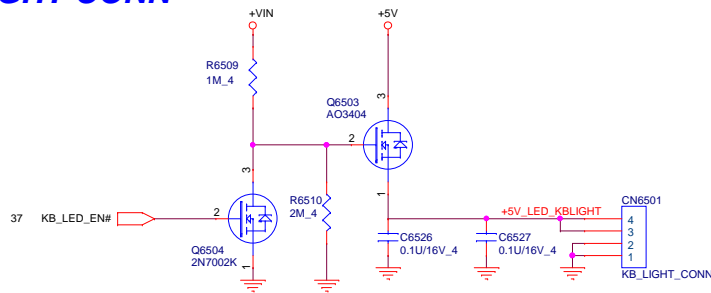 +VIN
+5V
R6509
1M_4
3
Q6503
AO3404
2
3
1
R6510
2M_4
37 KB_LED_EN#
2
1
Q6504
2N7002K
+5V_LED_KBLIGHT
CN6501
4
3
2
1
KB_LIGHT_CONN
C6526
0.1U/16V_4
C6527
0.1U/16V_4